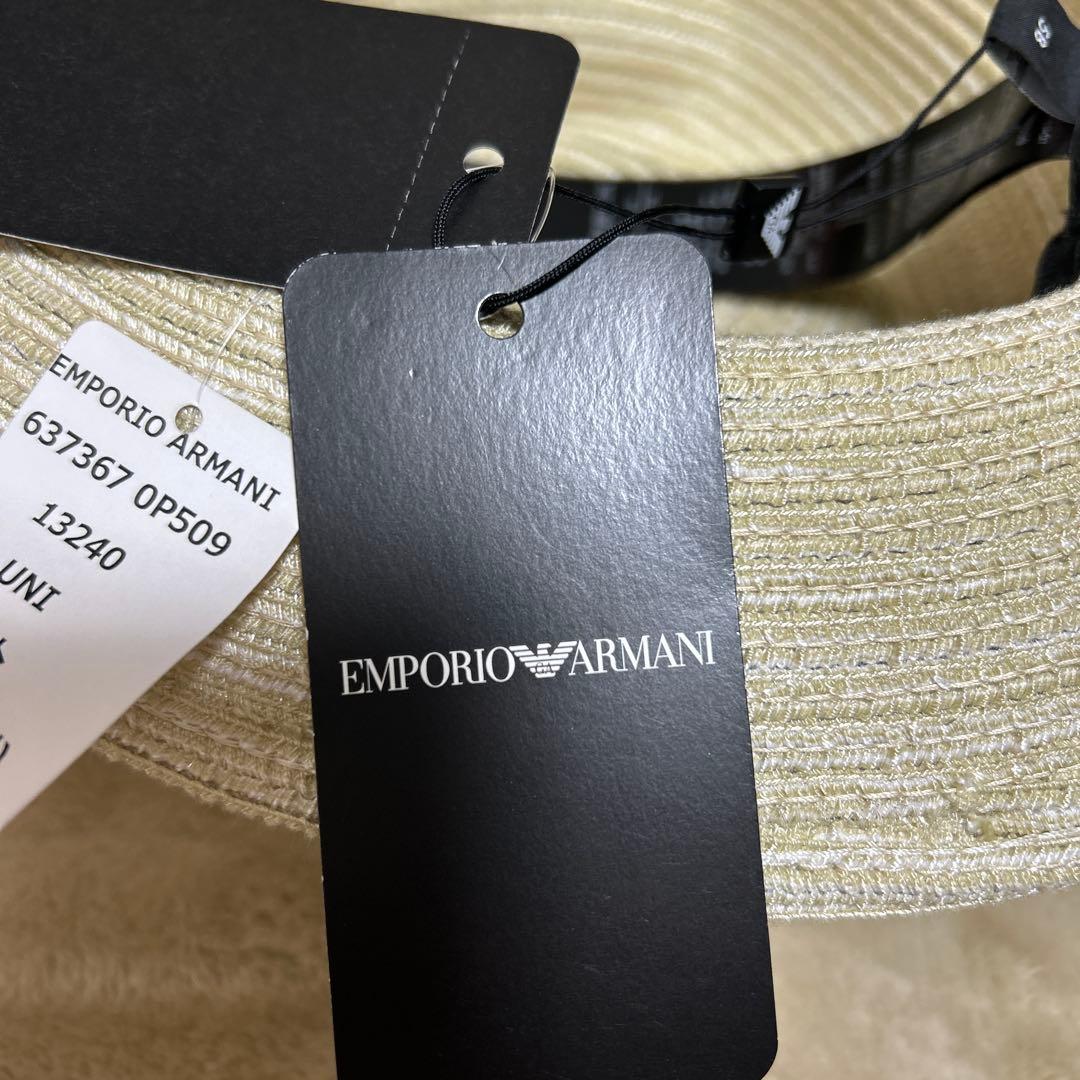 EMPORIO ARMANI
637367 0P509
13240
UNI
EMPORIO ARMANI